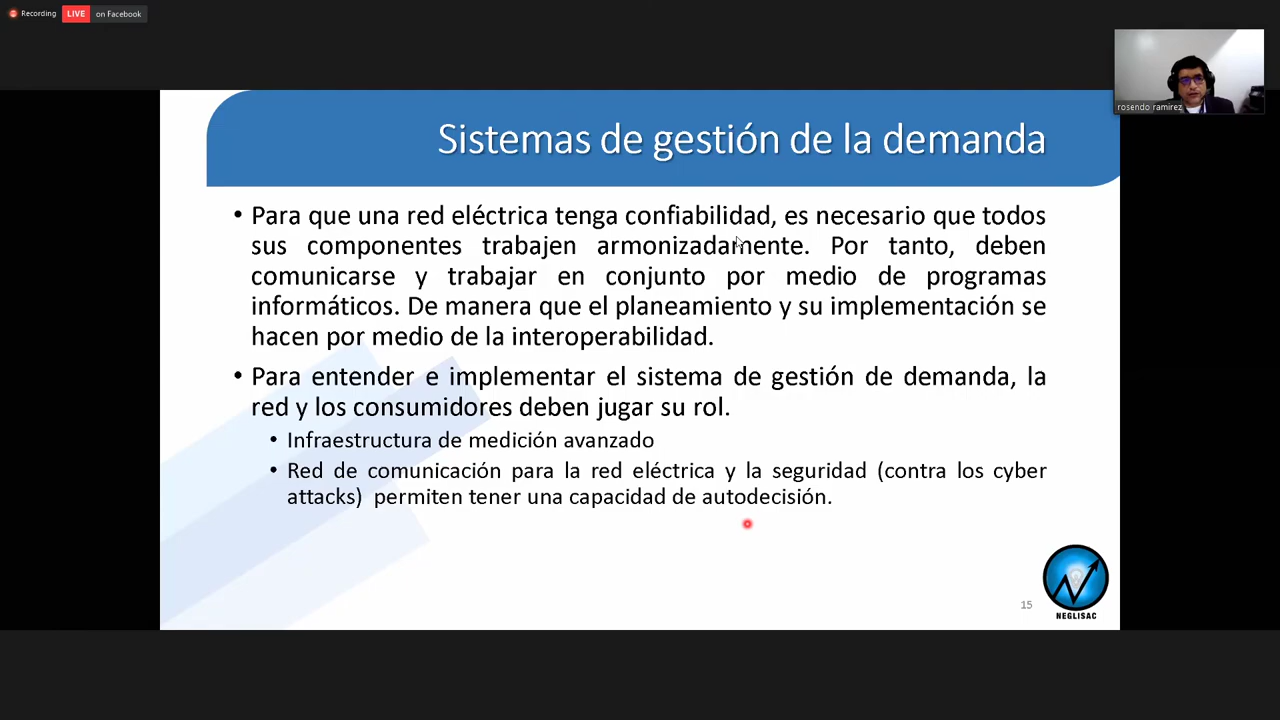 Recording LIVE on Facebook
rosendo ramirez
Sistemas de gestión de la demanda
• Para que una red eléctrica tenga confiabilidad, es necesario que todos
sus componentes trabajen armonizadamente. Por tanto, deben
comunicarse y trabajar en conjunto por medio de programas
informáticos. De manera que el planeamiento y su implementación se
hacen por medio de la interoperabilidad.
• Para entender e implementar el sistema de gestión de demanda, la
red y los consumidores deben jugar su rol.
• Infraestructura de medición avanzado
• Red de comunicación para la red eléctrica y la seguridad (contra los cyber
attacks) permiten tener una capacidad de autodecisión.
15
NEGLISAC